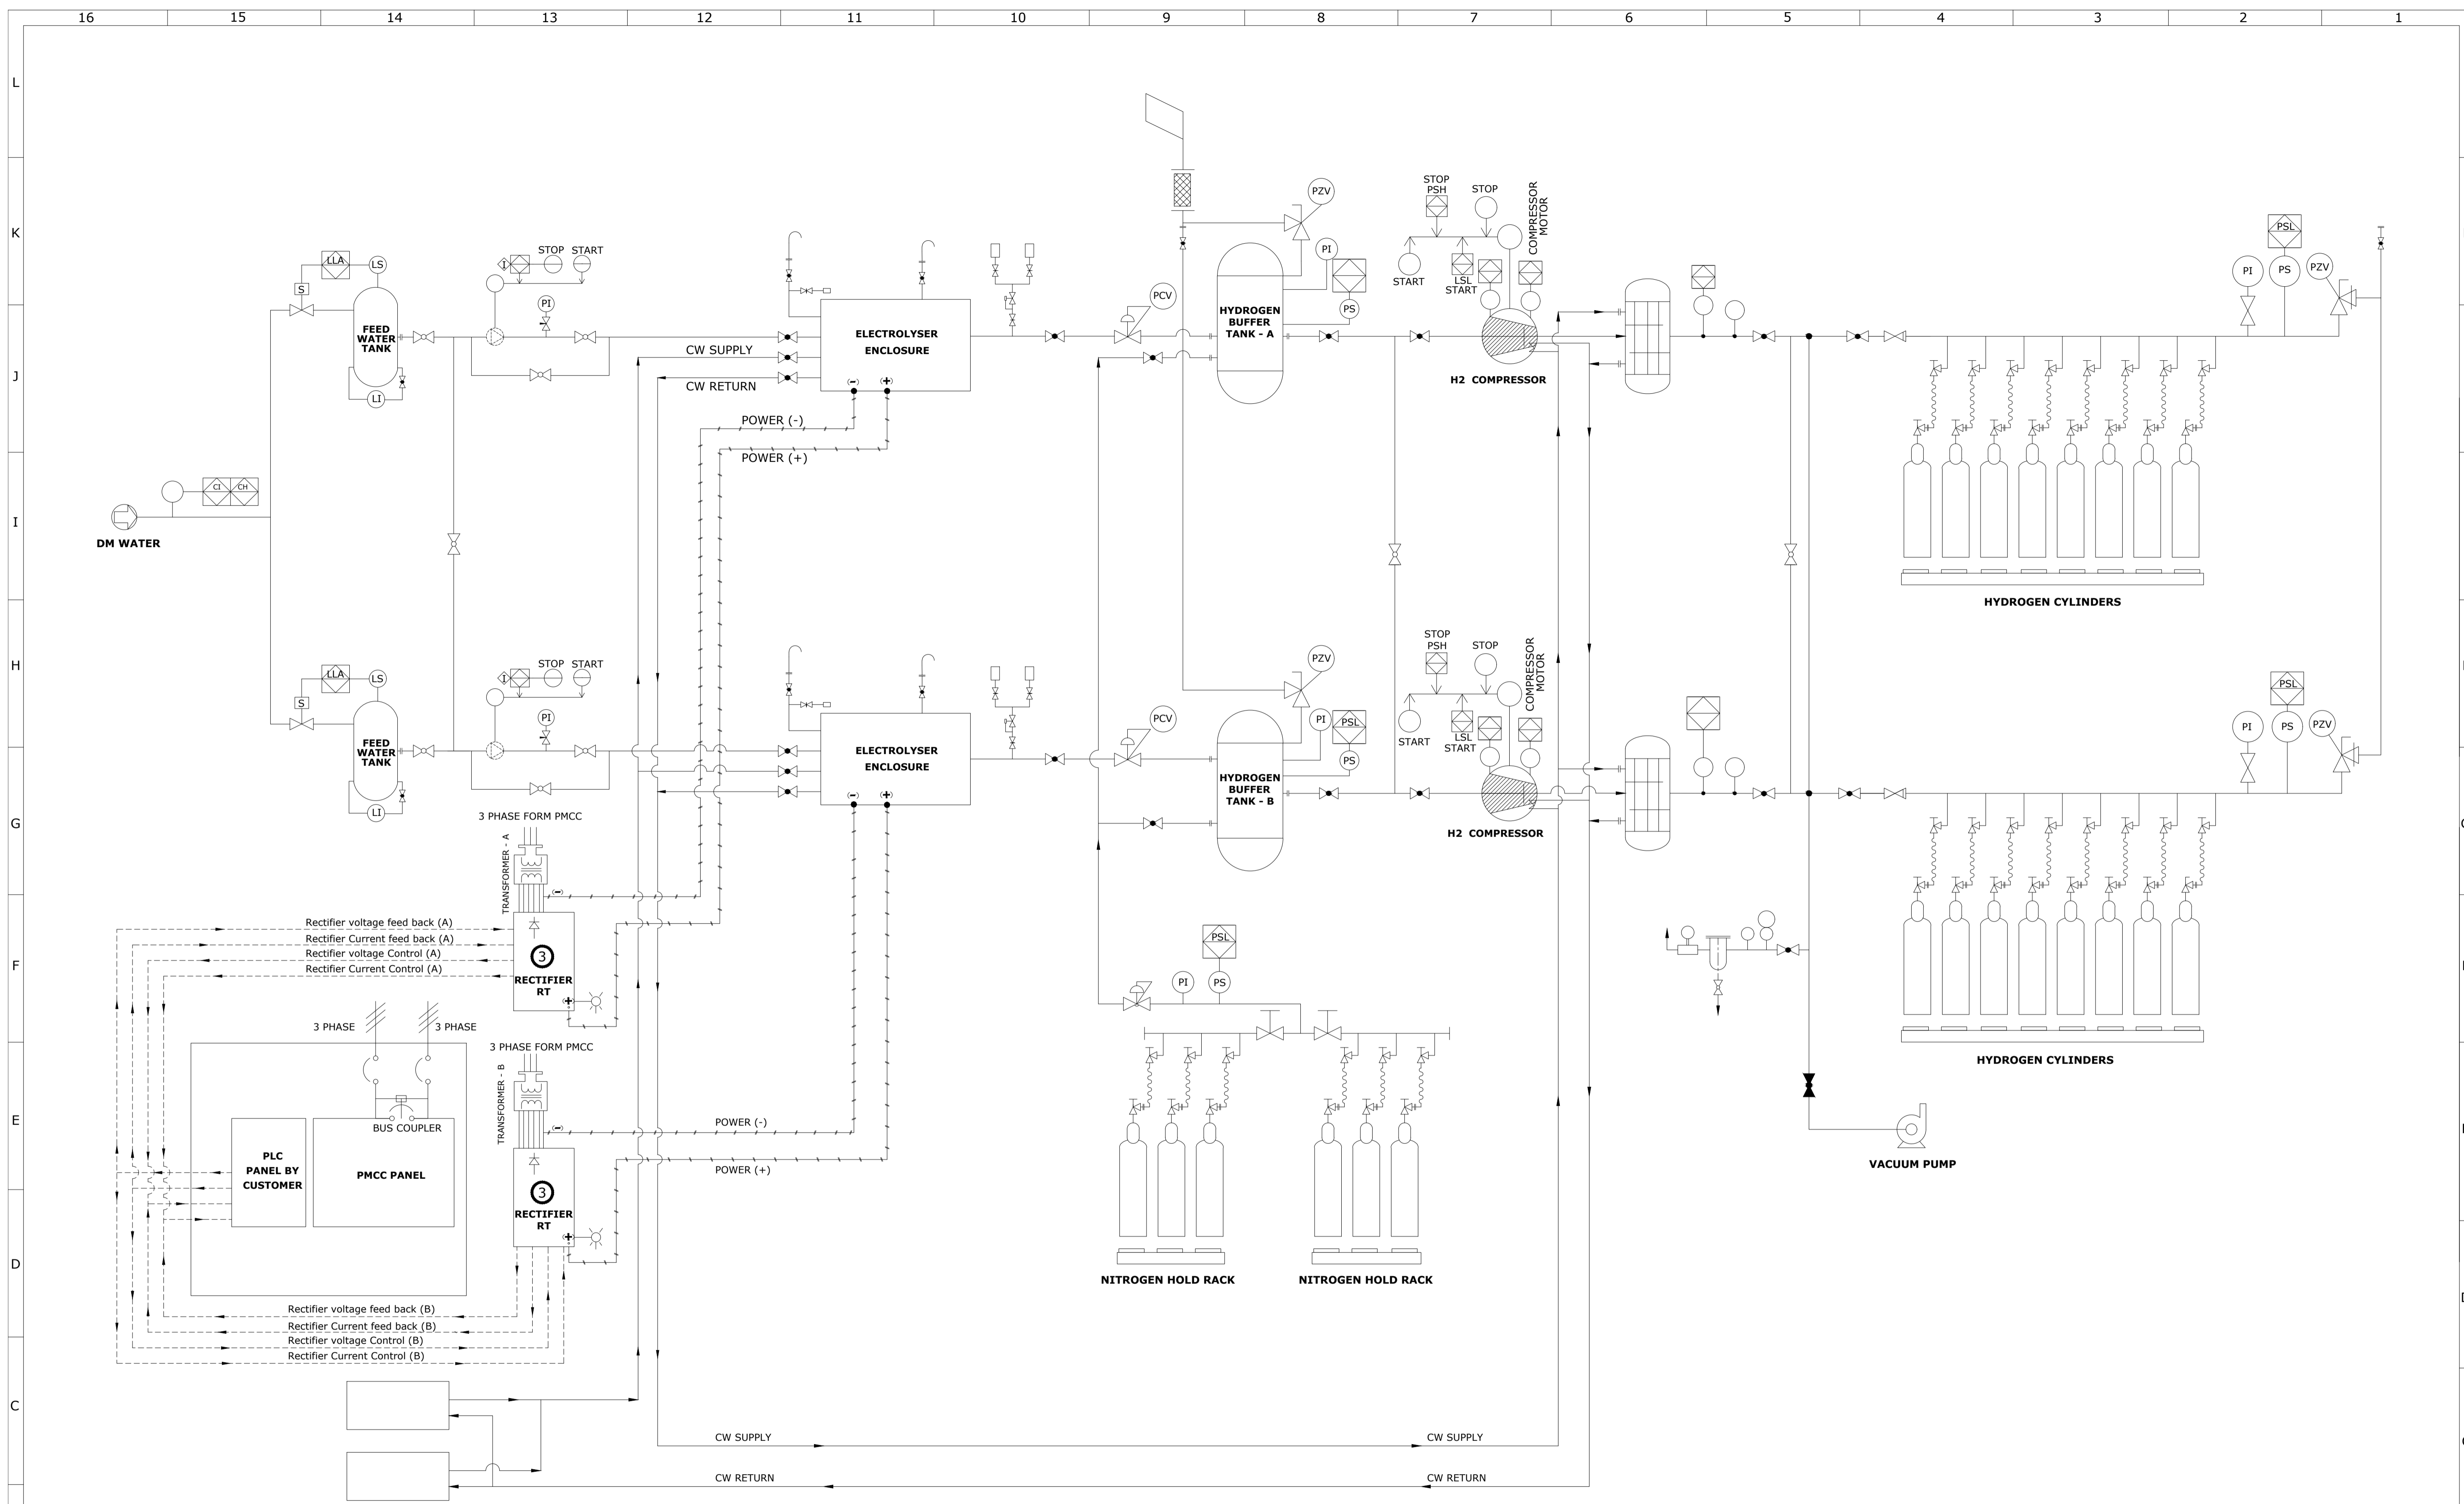 16 15 14 13 12 11 10 9 8 7 6 5 4 3 2 1
L
K
J
I
H
G
F
E
D
C
STOP
PSH
STOP
COMPRESSOR
MOTOR
PZV
PSL
LLA
LS
I
STOP
START
PI
START
LSL
START
PI
PS
PZV
S
PI
PCV
PS
FEED
WATER
TANK
ELECTROLYSER
ENCLOSURE
HYDROGEN
BUFFER
TANK - A
CW SUPPLY
CW RETURN
(-)
(+)
H2 COMPRESSOR
LI
POWER (-)
POWER (+)
CI
CH
DM WATER
HYDROGEN CYLINDERS
STOP
PSH
STOP
COMPRESSOR
MOTOR
PZV
LLA
LS
I
STOP
START
PSL
S
PI
PCV
PI
PSL
START
LSL
START
PI
PS
PZV
FEED
WATER
TANK
ELECTROLYSER
ENCLOSURE
PS
HYDROGEN
BUFFER
TANK - B
(-)
(+)
LI
H2 COMPRESSOR
3 PHASE FORM PMCC
TRANSFORMER - A
(-)
Rectifier voltage feed back (A)
Rectifier Current feed back (A)
Rectifier voltage Control (A)
Rectifier Current Control (A)
3
RECTIFIER
RT
(+)
PSL
PI
PS
3 PHASE
3 PHASE
3 PHASE FORM PMCC
TRANSFORMER - B
HYDROGEN CYLINDERS
BUS COUPLER
(-)
POWER (-)
PLC
PANEL BY
CUSTOMER
PMCC PANEL
POWER (+)
VACUUM PUMP
3
RECTIFIER
RT
(+)
NITROGEN HOLD RACK
NITROGEN HOLD RACK
Rectifier voltage feed back (B)
Rectifier Current feed back (B)
Rectifier voltage Control (B)
Rectifier Current Control (B)
CW SUPPLY
CW SUPPLY
CW RETURN
CW RETURN